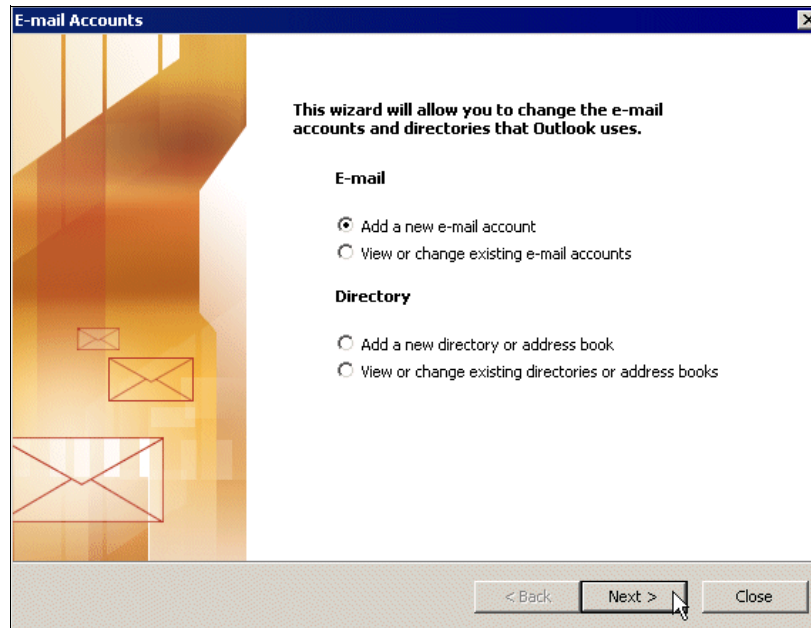 E-mail Accounts
This wizard will allow you to change the e-mail
accounts and directories that Outlook uses.
E-mail
Add a new e-mail account
View or change existing e-mail accounts
Directory
Add a new directory or address book
View or change existing directories or address books
< Back Next > Close